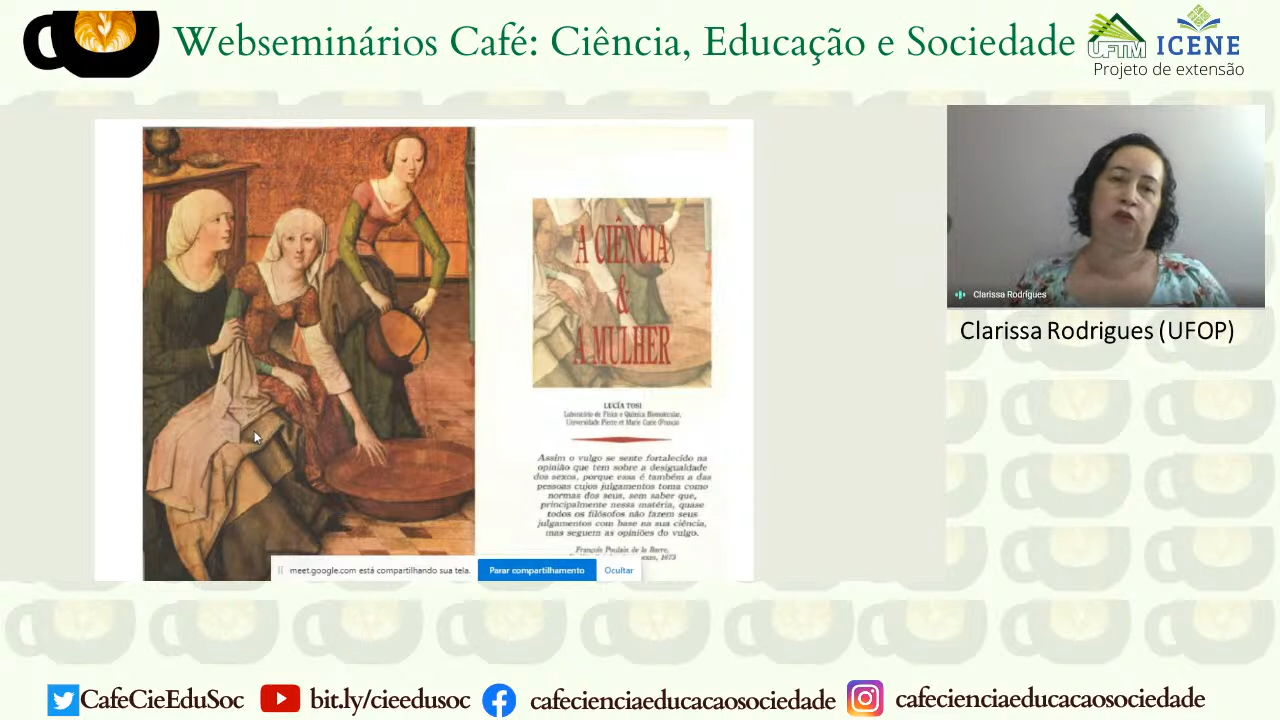 Webseminários Café: Ciência, Educação e Sociedade
UFTM
ICENE
Projeto de extensão
A CIÊNCIA
&
A MULHER
LUCÍA TOSI
Laboratório de Física e Química Biomolecular,
Universidade Pierre et Marie Curie (França)
Assim o vulgo se sente fortalecido na
opinião que tem sobre a desigualdade
dos sexos, porque essa é também a das
pessoas cujos julgamentos toma como
normas dos seus, sem saber que,
principalmente nessa matéria, quase
todos os filósofos não fazem seus
julgamentos com base na sua ciência,
mas seguem as opiniões do vulgo.
François Poulain de la Barre,
1673
meet.google.com está compartilhando sua tela.
Parar compartilhamento
Ocultar
Clarissa Rodrigues
Clarissa Rodrigues (UFOP)
CafeCieEduSoc
bit.ly/cieedusoc
cafecienciaeducacaosociedade
cafecienciaeducacaosociedade